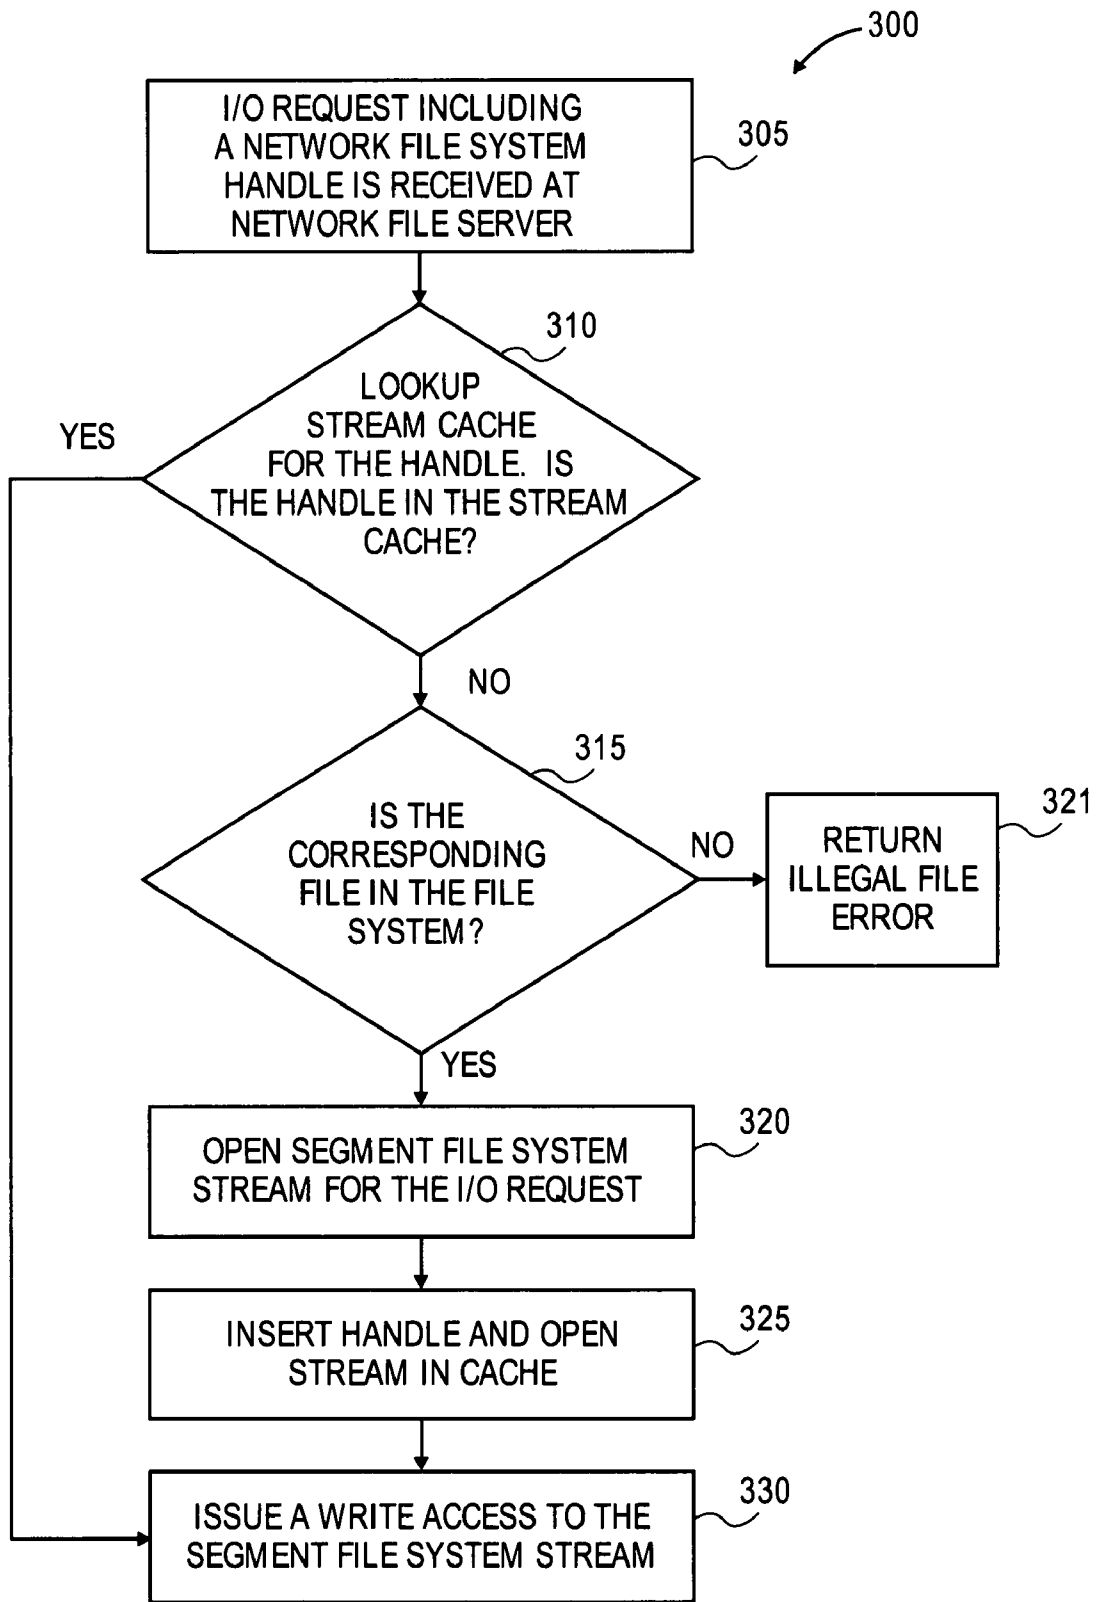 300
I/O REQUEST INCLUDING
A NETWORK FILE SYSTEM
HANDLE IS RECEIVED AT
NETWORK FILE SERVER
305
310
LOOKUP
STREAM CACHE
FOR THE HANDLE. IS
THE HANDLE IN THE STREAM
CACHE?
YES
NO
315
IS THE
CORRESPONDING
FILE IN THE FILE
SYSTEM?
NO
321
RETURN
ILLEGAL FILE
ERROR
YES
320
OPEN SEGMENT FILE SYSTEM
STREAM FOR THE I/O REQUEST
325
INSERT HANDLE AND OPEN
STREAM IN CACHE
330
ISSUE A WRITE ACCESS TO THE
SEGMENT FILE SYSTEM STREAM